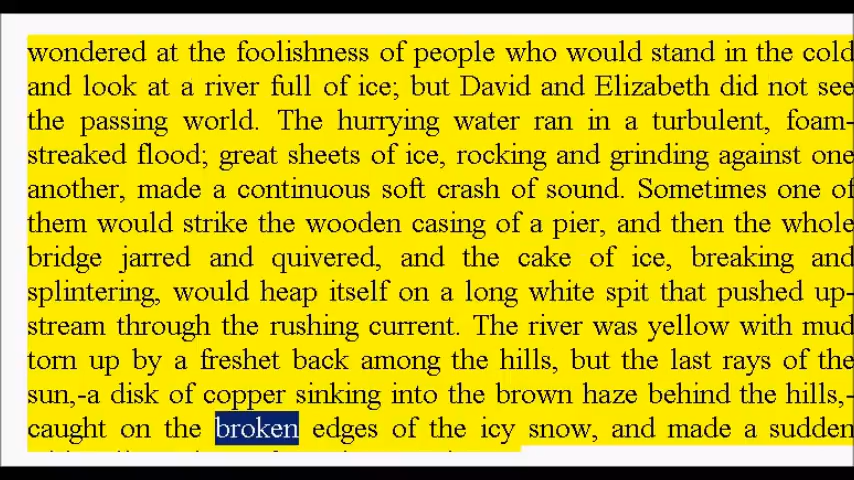 wondered at the foolishness of people who would stand in the cold
and look at a river full of ice; but David and Elizabeth did not see
the passing world. The hurrying water ran in a turbulent, foam-
streaked flood; great sheets of ice, rocking and grinding against one
another, made a continuous soft crash of sound. Sometimes one of
them would strike the wooden casing of a pier, and then the whole
bridge jarred and quivered, and the cake of ice, breaking and
splintering, would heap itself on a long white spit that pushed up-
stream through the rushing current. The river was yellow with mud
torn up by a freshet back among the hills, but the last rays of the
sun,-a disk of copper sinking into the brown haze behind the hills,-
caught on the broken edges of the icy snow, and made a sudden